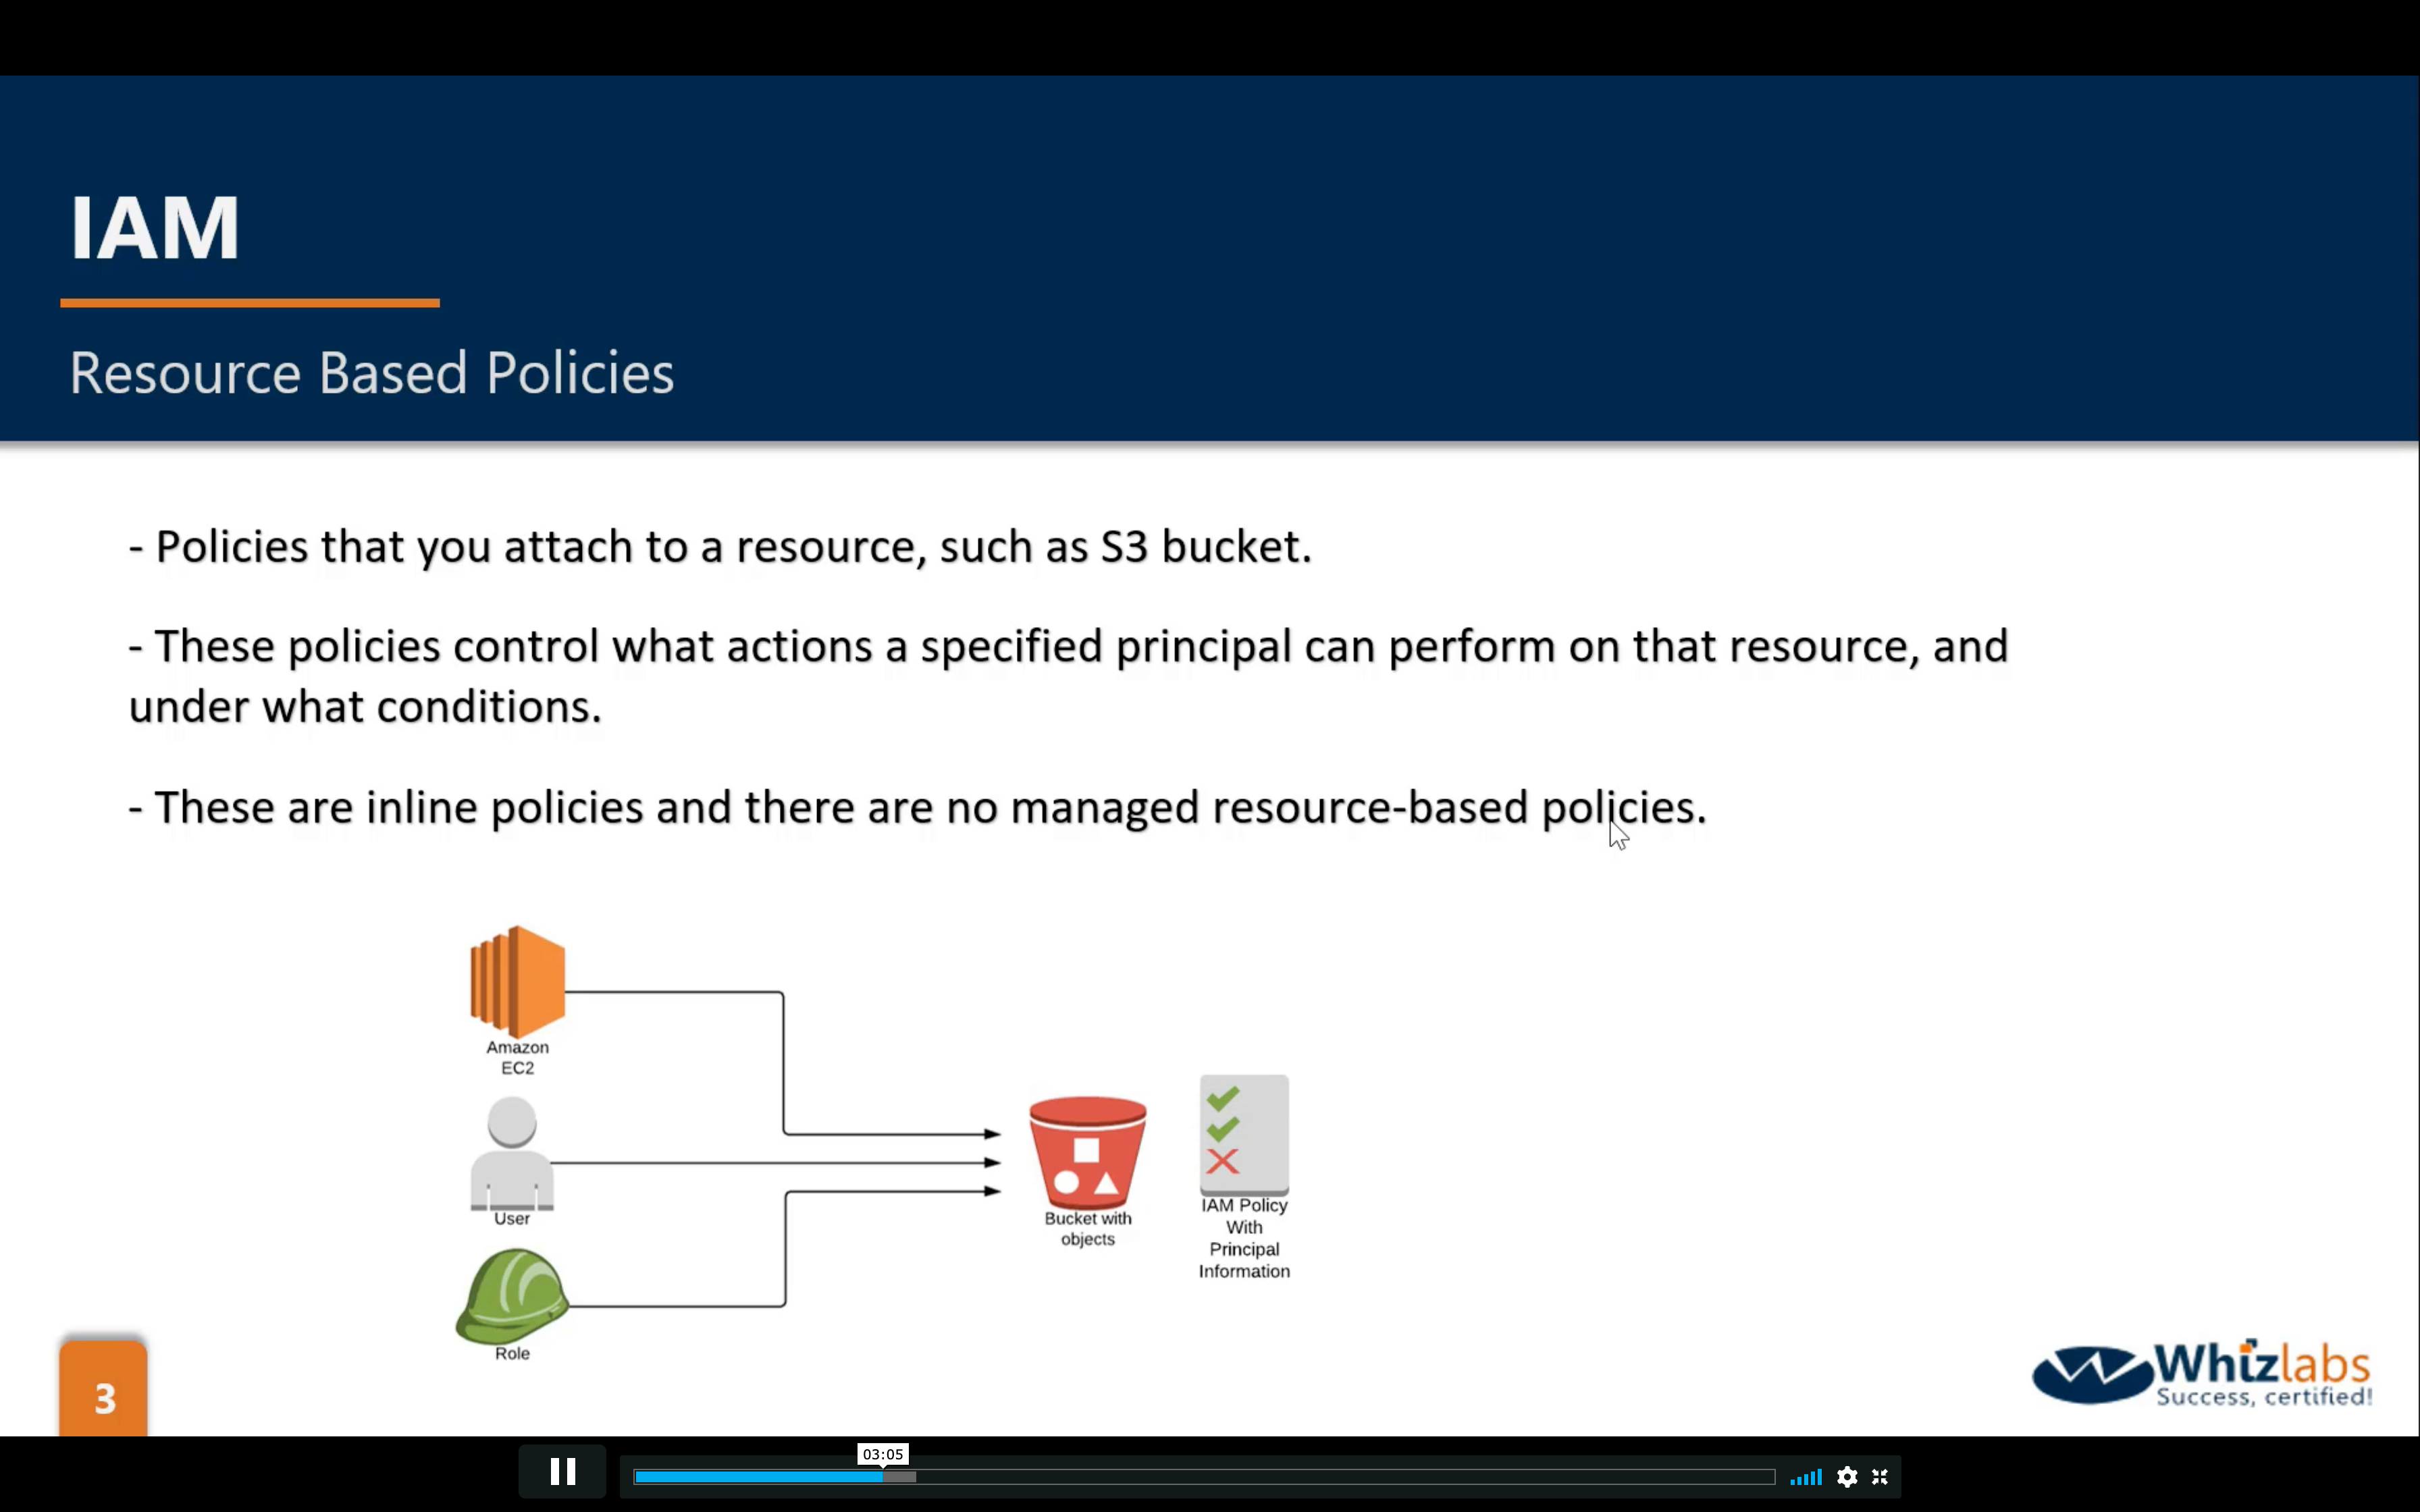 IAM
Resource Based Policies
- Policies that you attach to a resource, such as S3 bucket.
- These policies control what actions a specified principal can perform on that resource, and
under what conditions.
- These are inline policies and there are no managed resource-based policies.
Amazon
EC2
User
Role
Bucket with
objects
IAM Policy
With
Principal
Information
3
Whizlabs
Success, certified!
03:05